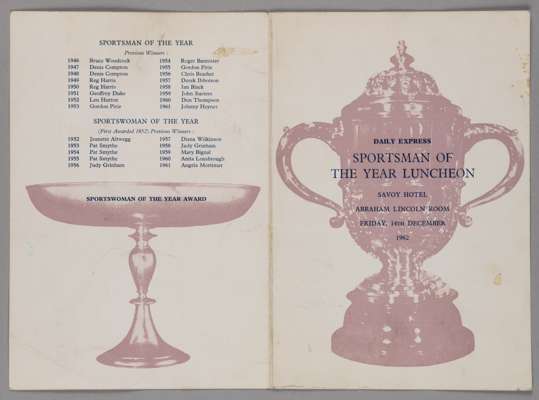 SPORTSMAN OF THE YEAR
Previous Winners :
1946 Bruce Woodcock 1954 Roger Bannister
1947 Denis Compton 1955 Gordon Pirie
1948 Denis Compton 1956 Chris Brasher
1949 Reg Harris 1957 Derek Ibbotson
1950 Reg Harris 1958 Ian Black
1951 Geoffrey Duke 1959 John Surtees
1952 Len Hutton 1960 Don Thompson
1953 Gordon Pirie 1961 Johnny Haynes
SPORTSWOMAN OF THE YEAR
(First Awarded 1952) Previous Winners :
1952 Jeanette Altwegg 1957 Diana Wilkinson
1953 Pat Smythe 1958 Judy Grinham
1954 Pat Smythe 1959 Mary Bignal
1955 Pat Smythe 1960 Anita Lonsbrough
1956 Judy Grinham 1961 Angela Mortimer
SPORTSWOMAN OF THE YEAR AWARD
DAILY EXPRESS
SPORTSMAN OF
THE YEAR LUNCHEON
SAVOY HOTEL
ABRAHAM LINCOLN ROOM
FRIDAY, 14th DECEMBER
1962